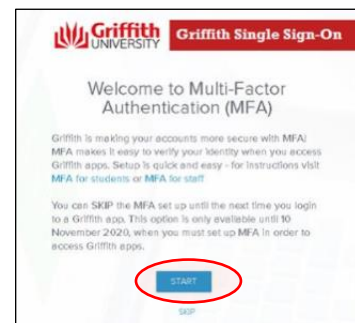 Griffith
UNIVERSITY
Griffith Single Sign-On
Welcome to Multi-Factor
Authentication (MFA)
Griffith is making your accounts more secure with MFA!
MFA makes it easy to verify your identity when you access
Griffith apps. Setup is quick and easy - for instructions visit
MFA for students or MFA for staff
You can SKIP the MFA set up until the next time you login
to a Griffith app. This option is only available until 10
November 2020, when you must set up MFA in order to
access Griffith apps.
START
SKIP